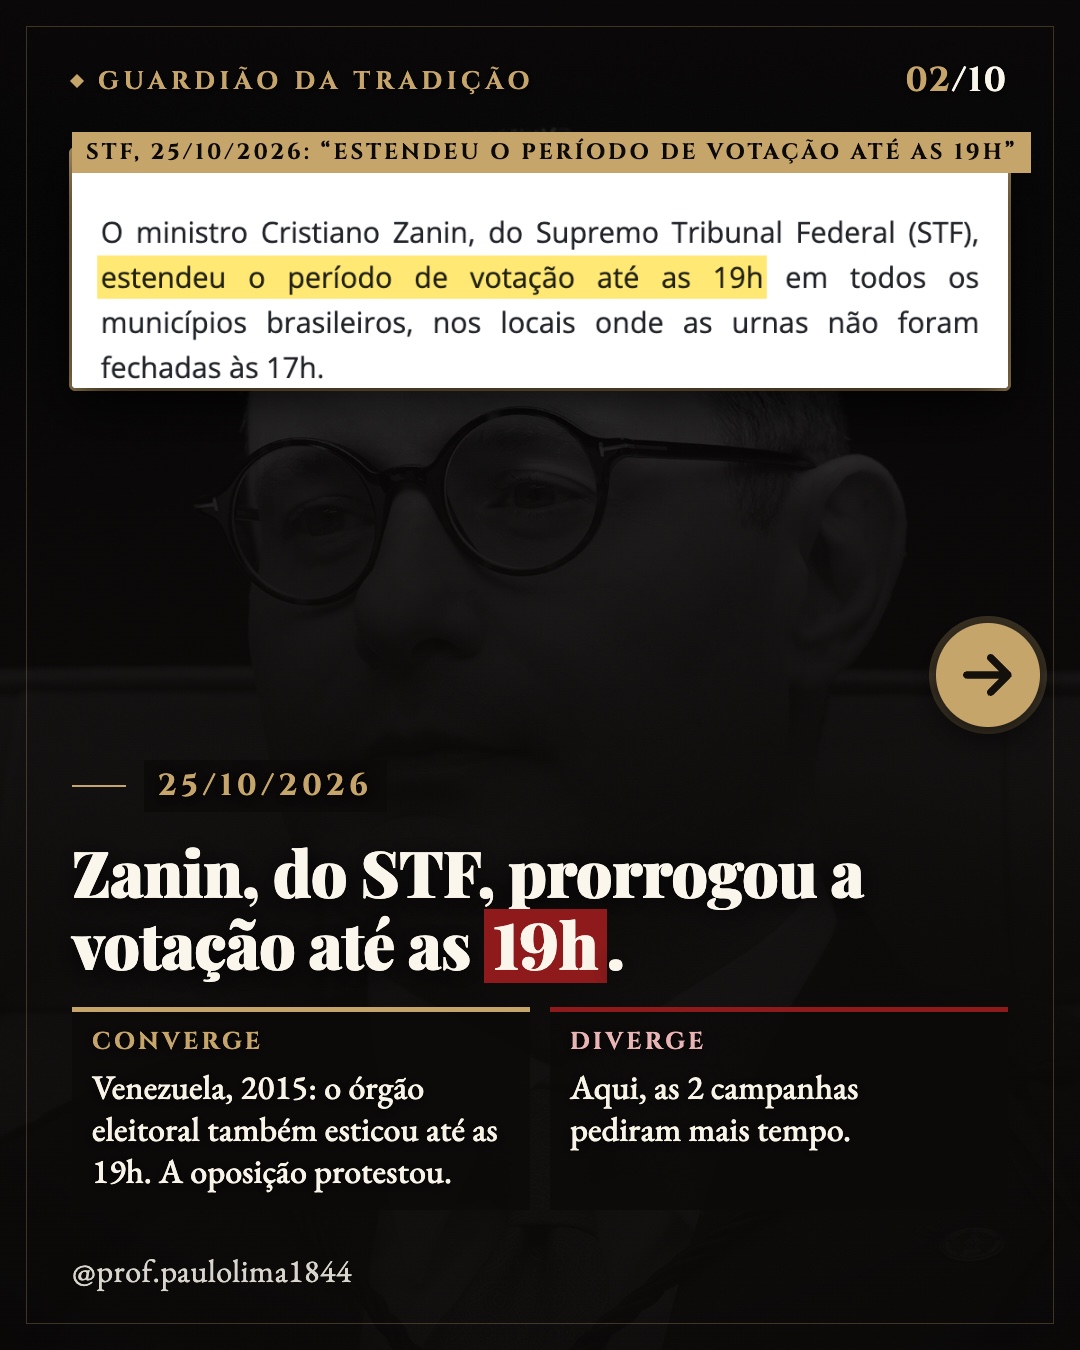 GUARDIÃO DA TRADIÇÃO
02/10
STF, 25/10/2026: “ESTENDEU O PERÍODO DE VOTAÇÃO ATÉ AS 19H”
O ministro Cristiano Zanin, do Supremo Tribunal Federal (STF),
estendeu o período de votação até as 19h em todos os
municípios brasileiros, nos locais onde as urnas não foram
fechadas às 17h.
25/10/2026
Zanin, do STF, prorrogou a
votação até as 19h.
CONVERGE
Venezuela, 2015: o órgão
eleitoral também esticou até as
19h. A oposição protestou.
DIVERGE
Aqui, as 2 campanhas
pediram mais tempo.
@prof.paulolima1844